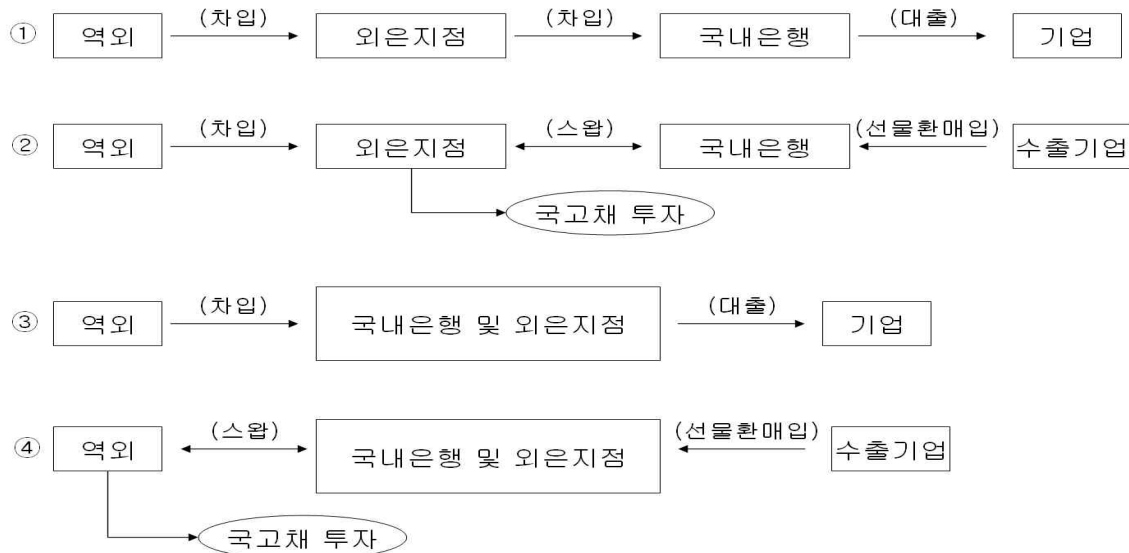 (차입) (차입) (대출)
① 역외 외은지점 국내은행 기업
(차입) (스왑) (선물환매입)
② 역외 외은지점 국내은행 수출기업
국고채 투자
(차입) (대출)
③ 역외 국내은행 및 외은지점 기업
(스왑) (선물환매입)
④ 역외 국내은행 및 외은지점 수출기업
국고채 투자